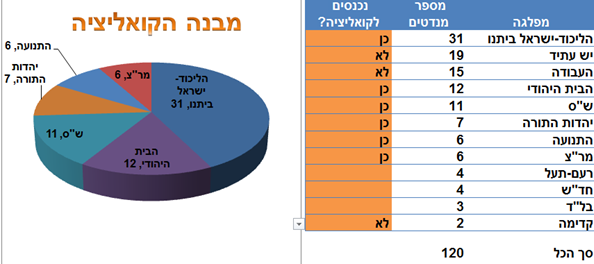 מבנה הקואליציה
התנועה, 6
יהדות
התורה, 7
ש"ס, 11
מר"צ, 6
הליכוד-
ישראל
ביתנו, 31
הבית
היהודי, 12
מפלגה מספר מנדטים נכנסים לקואליציה?
הליכוד-ישראל ביתנו 31 כן
יש עתיד 19 לא
העבודה 15 לא
הבית היהודי 12 כן
ש"ס 11 כן
יהדות התורה 7 כן
התנועה 6 כן
מר"צ 6 כן
רעם-תעל 4
חד"ש 4
בל"ד 3
קדימה 2 לא
סך הכל 120